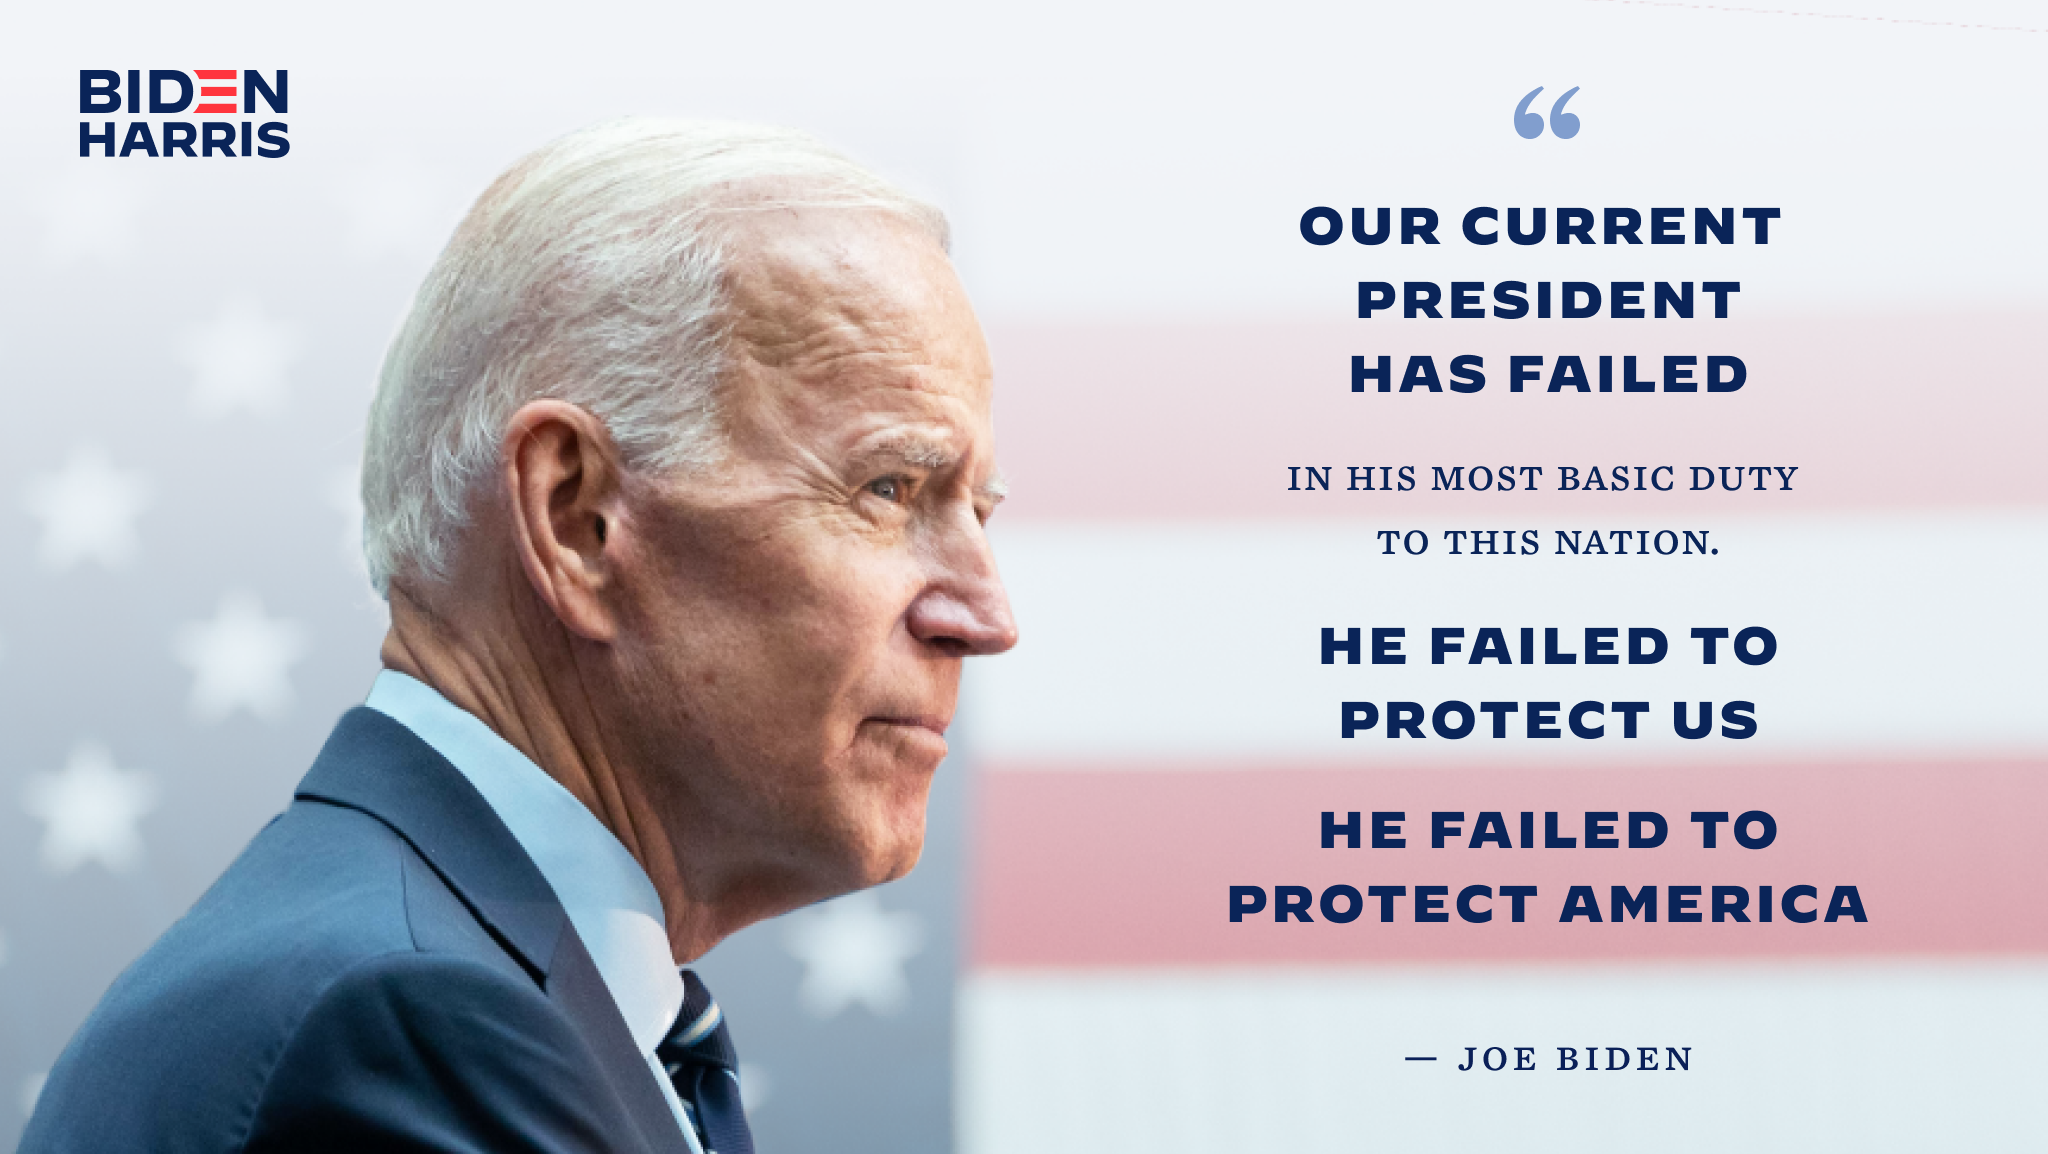 BIDEN
HARRIS
“
OUR CURRENT
PRESIDENT
HAS FAILED
IN HIS MOST BASIC DUTY
TO THIS NATION.
HE FAILED TO
PROTECT US
HE FAILED TO
PROTECT AMERICA
— JOE BIDEN